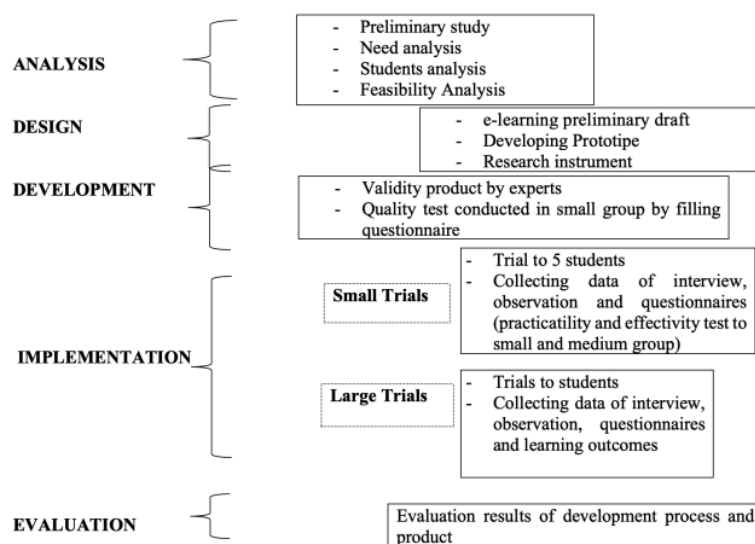 ANALYSIS
- Preliminary study
- Need analysis
- Students analysis
- Feasibility Analysis
DESIGN
- e-learning preliminary draft
- Developing Prototipe
- Research instrument
DEVELOPMENT
- Validity product by experts
- Quality test conducted in small group by filling
questionnaire
IMPLEMENTATION
Small Trials
- Trial to 5 students
- Collecting data of interview,
observation and questionnaires
(practicatility and effectivity test to
small and medium group)
Large Trials
- Trials to students
- Collecting data of interview,
observation, questionnaires
and learning outcomes
EVALUATION
Evaluation results of development process and
product